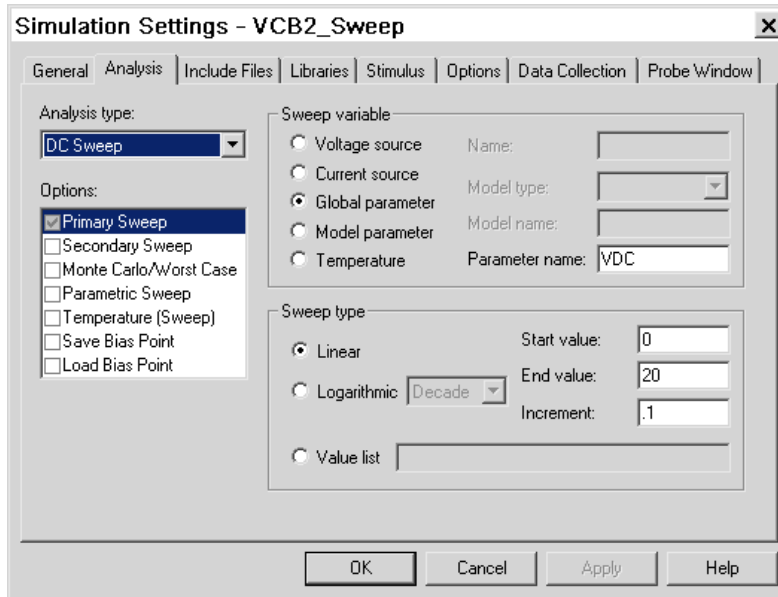 Simulation Settings - VCB2_Sweep
General Analysis Include Files Libraries Stimulus Options Data Collection Probe Window
Analysis type:
DC Sweep
Options:
Primary Sweep
Secondary Sweep
Monte Carlo/Worst Case
Parametric Sweep
Temperature (Sweep)
Save Bias Point
Load Bias Point
Sweep variable
Voltage source Name:
Current source
Model type:
Global parameter
Model name:
Model parameter
Temperature Parameter name: VDC
Sweep type
Start value: 0
Linear
End value: 20
Logarithmic Decade
Increment: .1
Value list
OK Cancel Apply Help